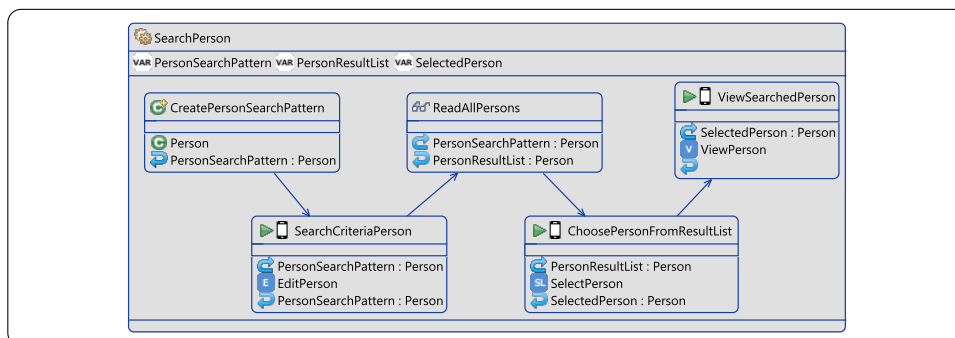 SearchPerson
VAR PersonSearchPattern VAR PersonResultList VAR SelectedPerson
C CreatePersonSearchPattern
C Person
PersonSearchPattern : Person
ReadAllPersons
PersonSearchPattern : Person
PersonResultList : Person
ViewSearchedPerson
SelectedPerson : Person
V ViewPerson
SearchCriteriaPerson
PersonSearchPattern : Person
E EditPerson
PersonSearchPattern : Person
ChoosePersonFromResultList
PersonResultList : Person
SL SelectPerson
SelectedPerson : Person